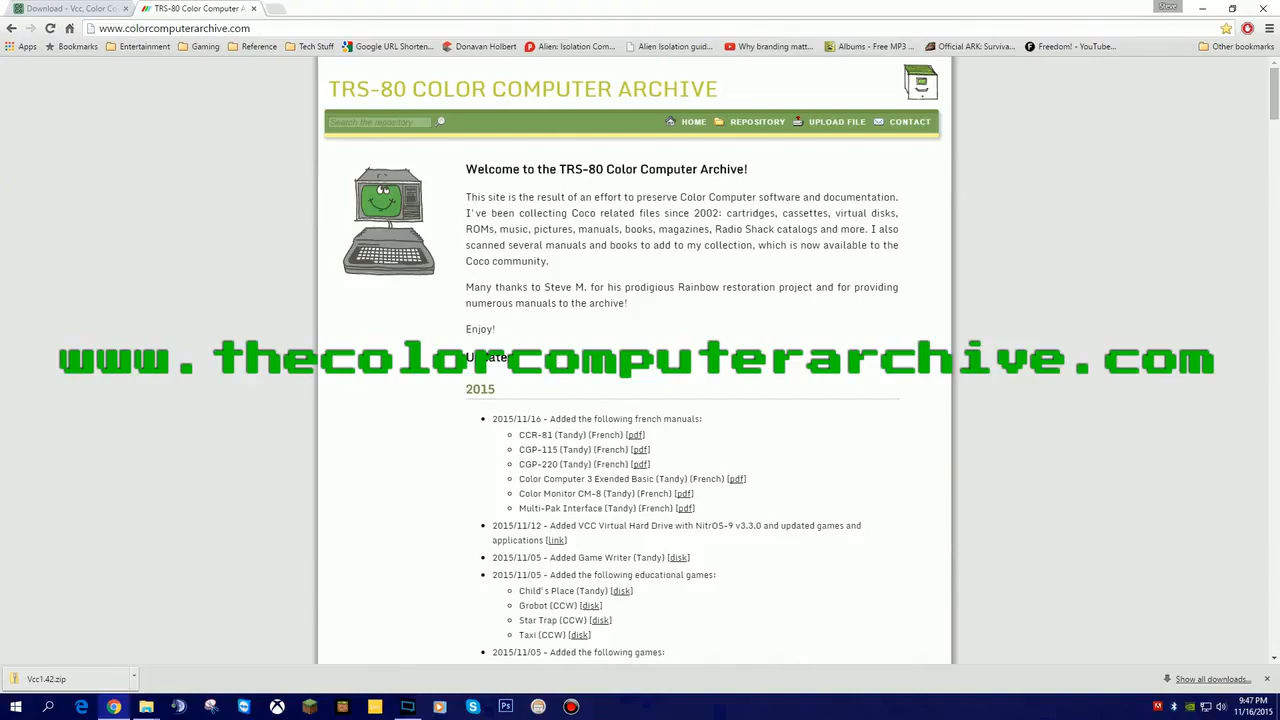 Download - Vcc, Color Co
TRS-80 Color Computer A
Steve
www.colorcomputerarchive.com
Apps
Bookmarks
Entertainment
Gaming
Reference
Tech Stuff
Google URL Shorten...
Donavan Holbert
Alien: Isolation Com...
Alien Isolation guid...
Why branding matt...
Albums - Free MP3 ...
Official ARK: Surviva...
Freedom! - YouTube...
Other bookmarks
TRS-80 COLOR COMPUTER ARCHIVE
Search the repository
HOME
REPOSITORY
UPLOAD FILE
CONTACT
Welcome to the TRS-80 Color Computer Archive!
This site is the result of an effort to preserve Color Computer software and documentation.
I've been collecting Coco related files since 2002: cartridges, cassettes, virtual disks,
ROMs, music, pictures, manuals, books, magazines, Radio Shack catalogs and more. I also
scanned several manuals and books to add to my collection, which is now available to the
Coco community.
Many thanks to Steve M. for his prodigious Rainbow restoration project and for providing
numerous manuals to the archive!
Enjoy!
www.thecolorcomputerarchive.com
2015
2015/11/16 - Added the following french manuals:
CCR-81 (Tandy) (French) [pdf]
CGP-115 (Tandy) (French) [pdf]
CGP-220 (Tandy) (French) [pdf]
Color Computer 3 Exended Basic (Tandy) (French) [pdf]
Color Monitor CM-8 (Tandy) (French) [pdf]
Multi-Pak Interface (Tandy) (French) [pdf]
2015/11/12 - Added VCC Virtual Hard Drive with NitrOS-9 v3.3.0 and updated games and
applications [link]
2015/11/05 - Added Game Writer (Tandy) [disk]
2015/11/05 - Added the following educational games:
Child's Place (Tandy) [disk]
Grobot (CCW) [disk]
Star Trap (CCW) [disk]
Taxi (CCW) [disk]
2015/11/05 - Added the following games:
Vcc1.42.zip
Show all downloads...
9:47 PM
11/16/2015